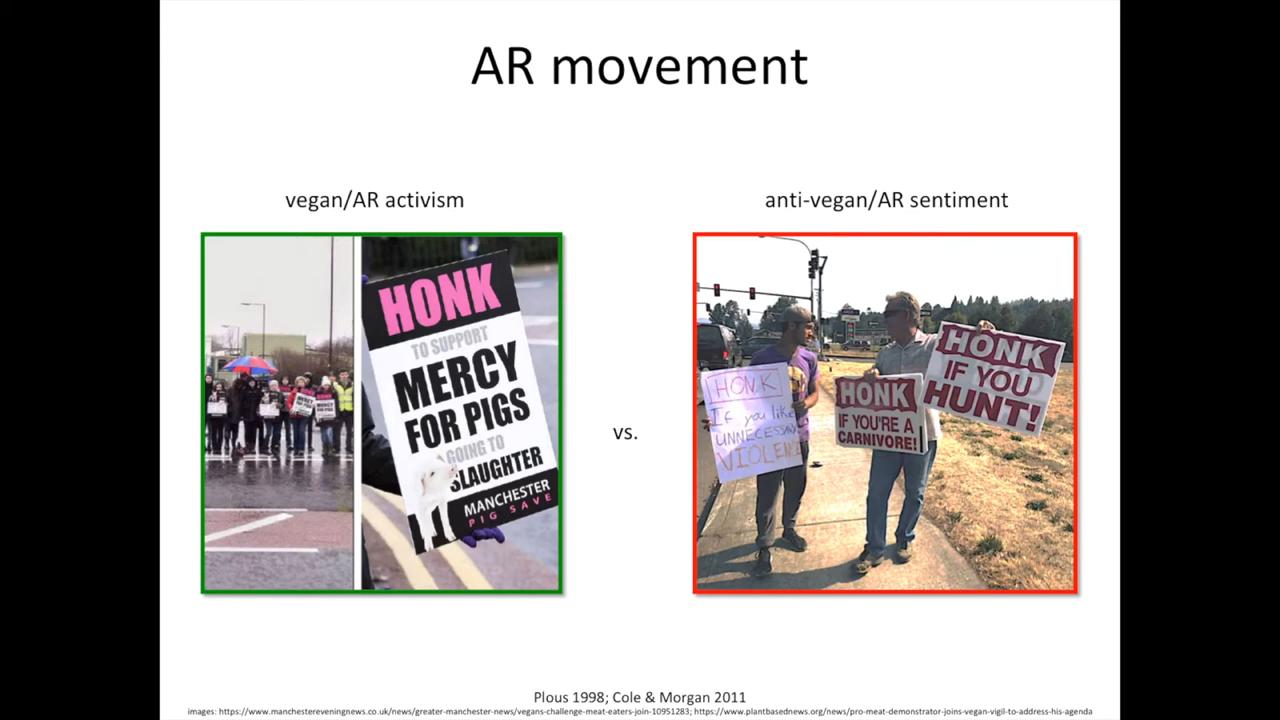 AR movement
vegan/AR activism
anti-vegan/AR sentiment
HONK
TO SUPPORT
MERCY
FOR PIGS
GOING TO
SLAUGHTER
MANCHESTER
PIG SAVE
vs.
HONK
If you like
UNNECESSARY
VIOLENCE
HONK
IF YOU'RE A
CARNIVORE!
HONK
IF YOU
HUNT!
Plous 1998; Cole & Morgan 2011
images: https://www.manchestereveningnews.co.uk/news/greater-manchester-news/vegans-challenge-meat-eaters-join-10951283; https://www.plantbasednews.org/news/pro-meat-demonstrator-joins-vegan-vigil-to-address-his-agenda